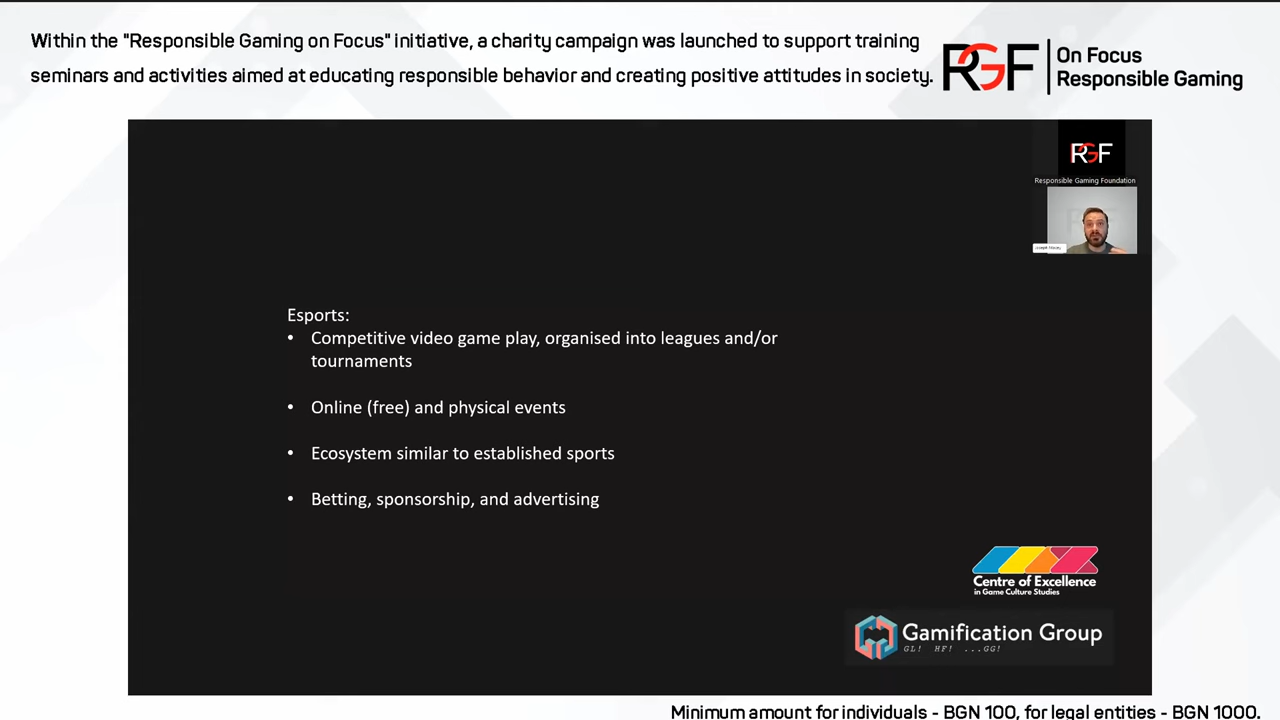 Within the "Responsible Gaming on Focus" initiative, a charity campaign was launched to support training
seminars and activities aimed at educating responsible behavior and creating positive attitudes in society.
RGF
On Focus
Responsible Gaming
RGF
Responsible Gaming Foundation
Esports:
• Competitive video game play, organised into leagues and/or
tournaments
• Online (free) and physical events
• Ecosystem similar to established sports
• Betting, sponsorship, and advertising
Centre of Excellence
in Game Culture Studies
Gamification Group
GL! HF! ...GG!
Minimum amount for individuals - BGN 100, for legal entities - BGN 1000.